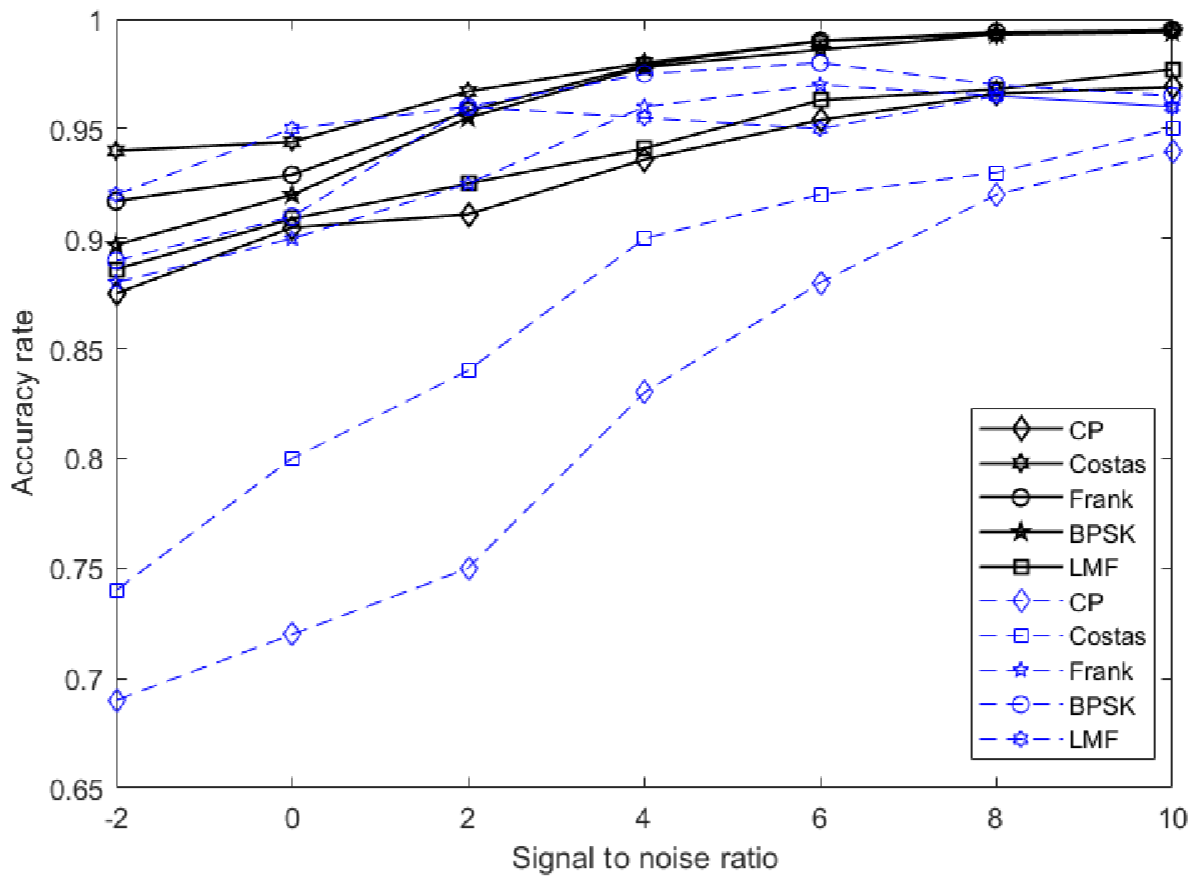 1
0.95
0.9
0.85
0.8
0.75
0.7
0.65
Accuracy rate
-2 0 2 4 6 8 10
Signal to noise ratio
CP
Costas
Frank
BPSK
LMF
CP
Costas
Frank
BPSK
LMF